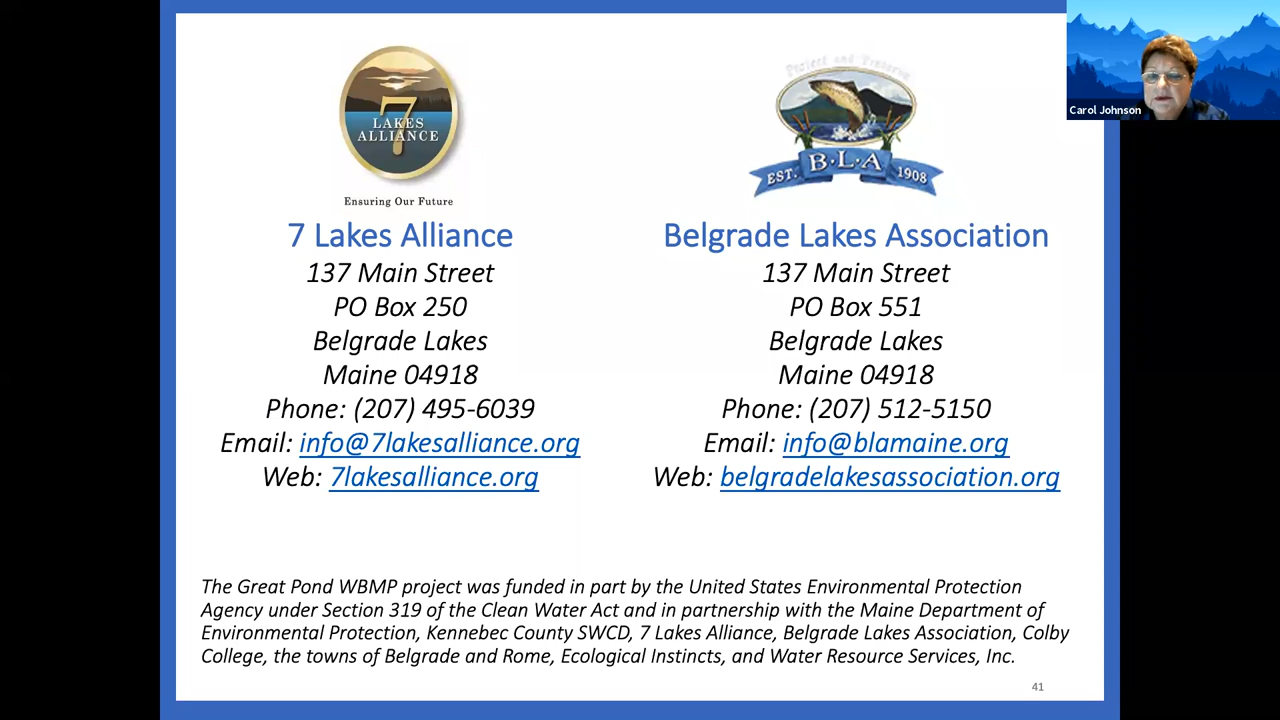 7
LAKES
ALLIANCE
Ensuring Our Future
7 Lakes Alliance
137 Main Street
PO Box 250
Belgrade Lakes
Maine 04918
Phone: (207) 495-6039
Email: info@7lakesalliance.org
Web: 7lakesalliance.org
Protect and Preserve
B·L·A
EST. 1908
Belgrade Lakes Association
137 Main Street
PO Box 551
Belgrade Lakes
Maine 04918
Phone: (207) 512-5150
Email: info@blamaine.org
Web: belgradelakesassociation.org
Carol Johnson
The Great Pond WBMP project was funded in part by the United States Environmental Protection
Agency under Section 319 of the Clean Water Act and in partnership with the Maine Department of
Environmental Protection, Kennebec County SWCD, 7 Lakes Alliance, Belgrade Lakes Association, Colby
College, the towns of Belgrade and Rome, Ecological Instincts, and Water Resource Services, Inc.
41